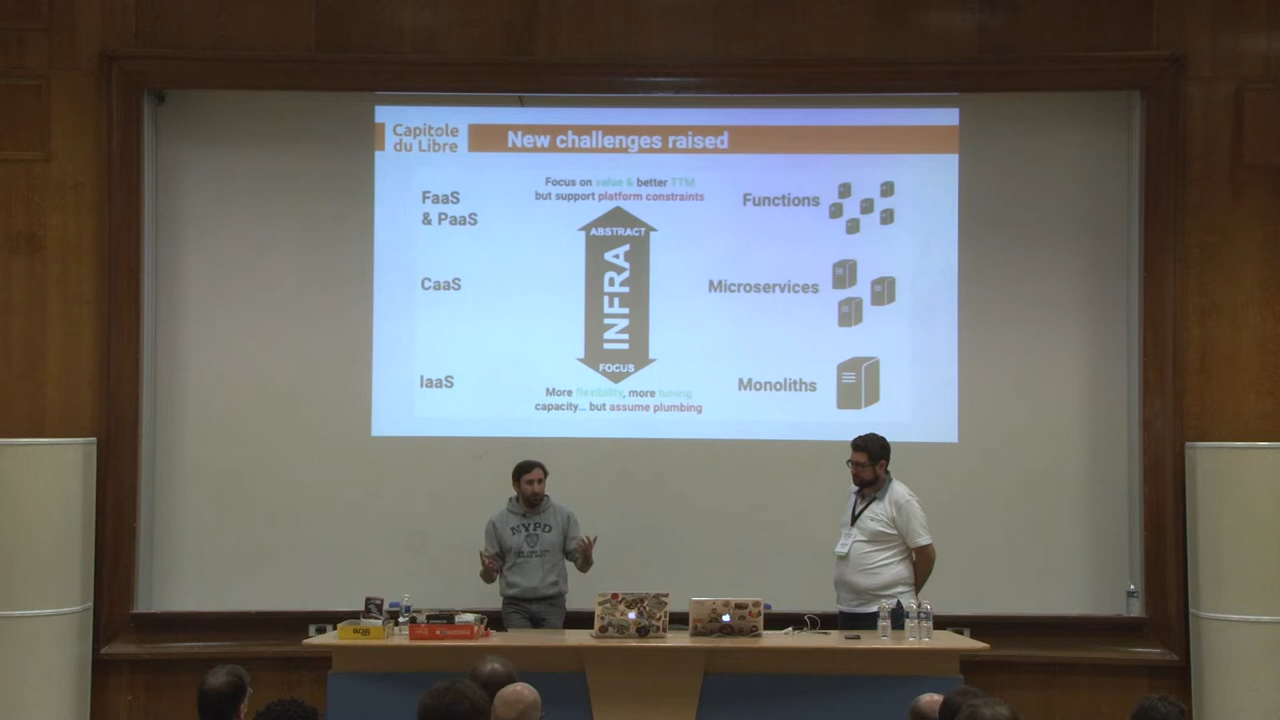 Capitole
du Libre
New challenges raised
FaaS
& PaaS
Focus on value & better TTM
but support platform constraints
Functions
ABSTRACT
INFRA
CaaS
Microservices
FOCUS
IaaS
Monoliths
More flexibility, more tuning
capacity... but assume plumbing
NYPD